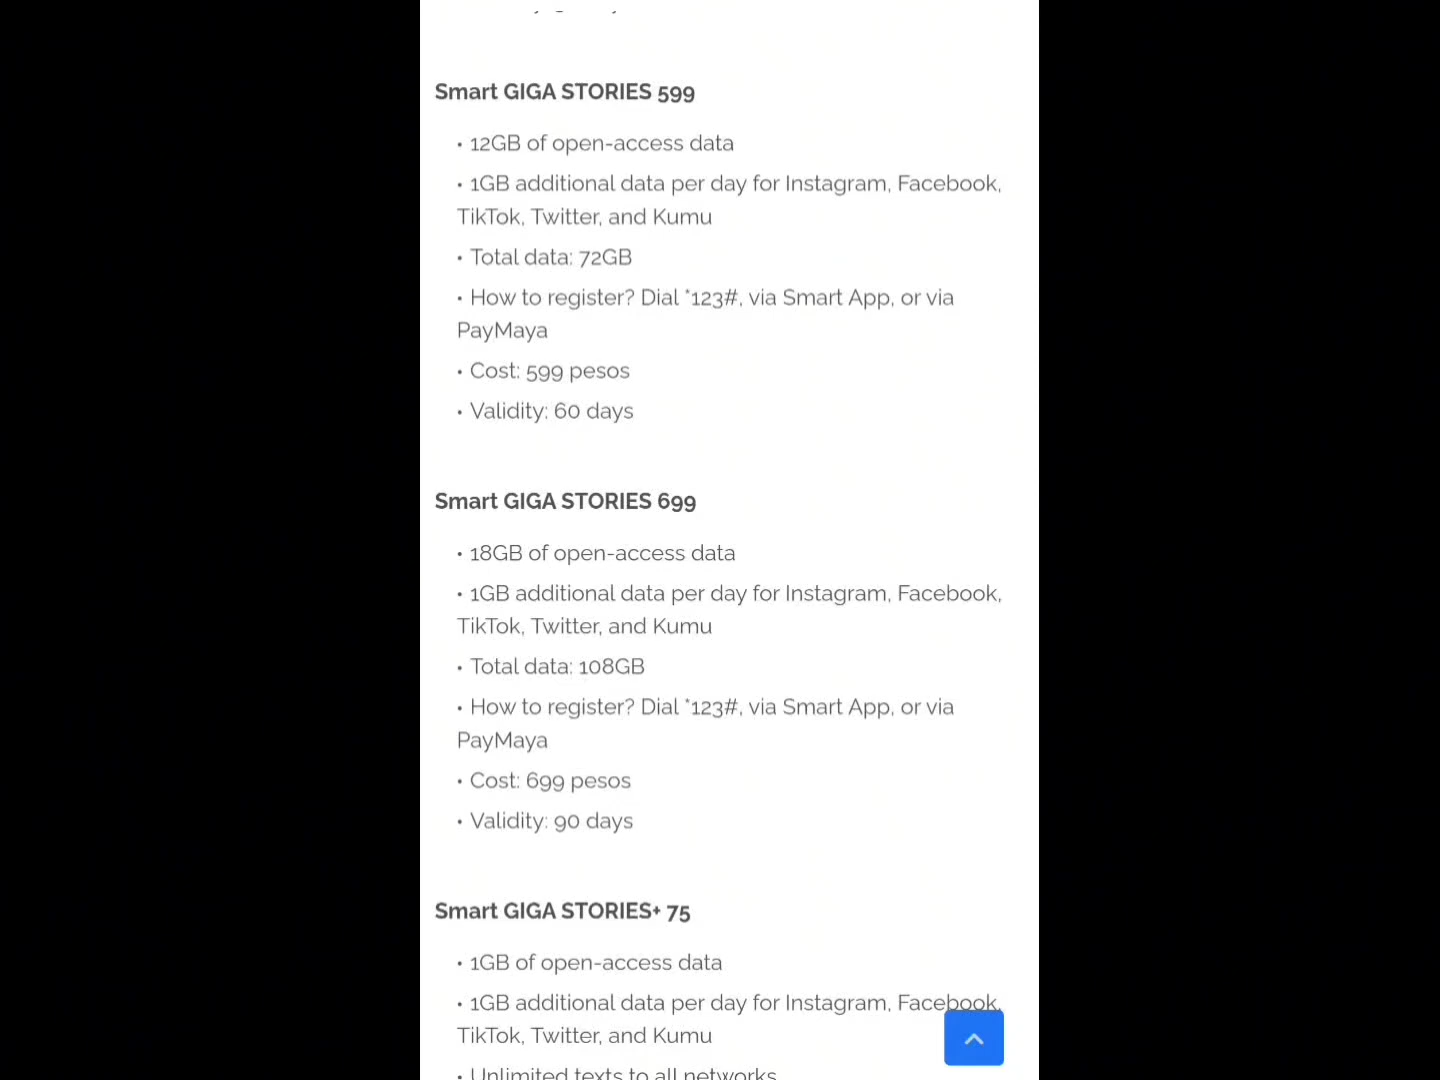 Smart GIGA STORIES 599
• 12GB of open-access data
• 1GB additional data per day for Instagram, Facebook,
TikTok, Twitter, and Kumu
• Total data: 72GB
• How to register? Dial *123#, via Smart App, or via
PayMaya
• Cost: 599 pesos
• Validity: 60 days
Smart GIGA STORIES 699
• 18GB of open-access data
• 1GB additional data per day for Instagram, Facebook,
TikTok, Twitter, and Kumu
• Total data: 108GB
• How to register? Dial *123#, via Smart App, or via
PayMaya
• Cost: 699 pesos
• Validity: 90 days
Smart GIGA STORIES+ 75
• 1GB of open-access data
• 1GB additional data per day for Instagram, Facebook,
TikTok, Twitter, and Kumu
• Unlimited texts to all networks